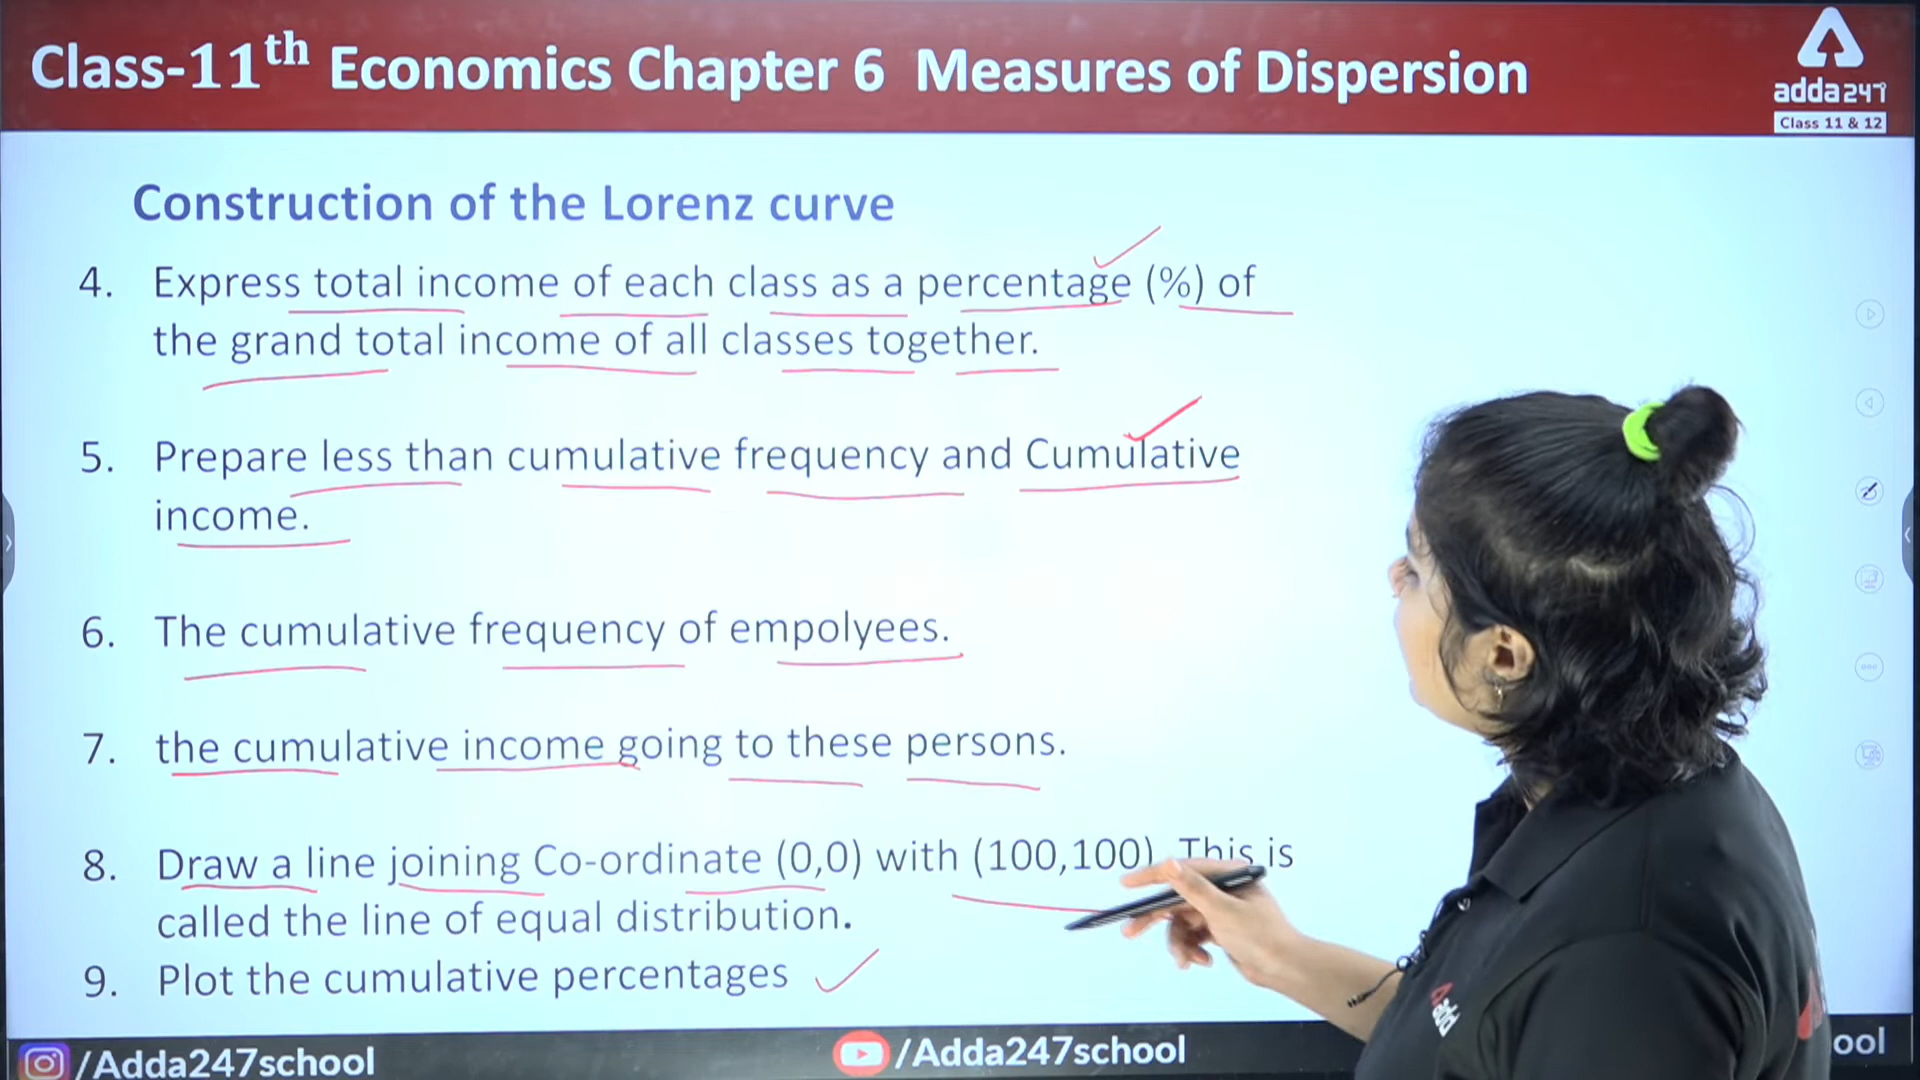 Class-11th Economics Chapter 6 Measures of Dispersion
adda247
Class 11 & 12
Construction of the Lorenz curve
4. Express total income of each class as a percentage (%) of
the grand total income of all classes together.
5. Prepare less than cumulative frequency and Cumulative
income.
6. The cumulative frequency of empolyees.
7. the cumulative income going to these persons.
8. Draw a line joining Co-ordinate (0,0) with (100,100). This is
called the line of equal distribution.
9. Plot the cumulative percentages
add
/Adda247school
/Adda247school
ool